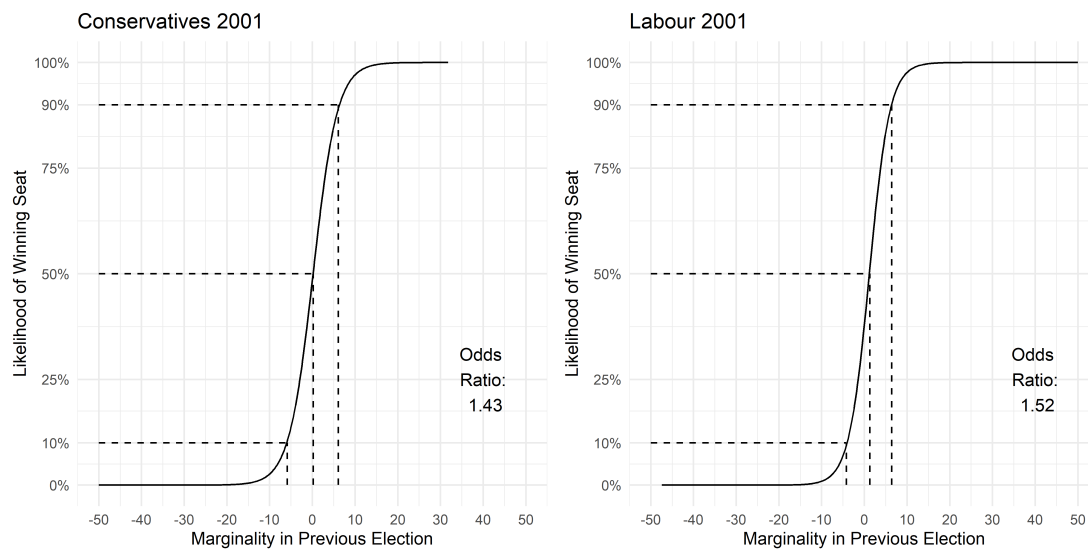 Conservatives 2001
Likelihood of Winning Seat
100%
90%
75%
50%
25%
10%
0%
Odds
Ratio:
1.43
-50 -40 -30 -20 -10 0 10 20 30 40 50
Marginality in Previous Election
Labour 2001
Likelihood of Winning Seat
100%
90%
75%
50%
25%
10%
0%
Odds
Ratio:
1.52
-50 -40 -30 -20 -10 0 10 20 30 40 50
Marginality in Previous Election